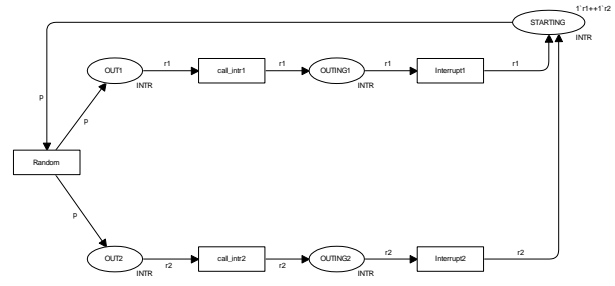 1`r1++1`r2
STARTING
INTR
OUT1
r1
call_intr1
r1
OUTING1
r1
Interrupt1
r1
INTR
INTR
p
p
Random
p
OUT2
r2
call_intr2
r2
OUTING2
r2
Interrupt2
r2
INTR
INTR